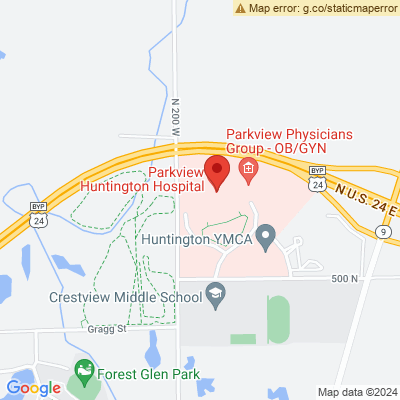 Map error: g.co/staticmaperror
N 200 W
Parkview Physicians
Group - OB/GYN
Parkview
Huntington Hospital
BYP
24
BYP
24
N U.S. 24 E
9
Huntington YMCA
500 N
Crestview Middle School
Gragg St
Forest Glen Park
Google
Map data ©2024